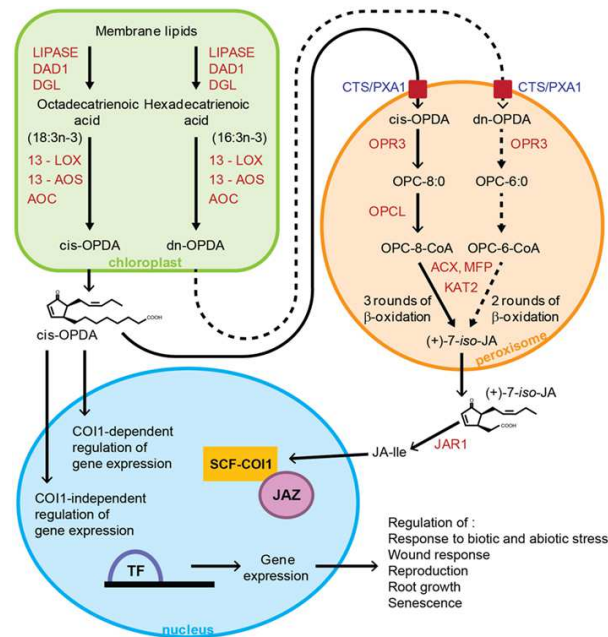 Membrane lipids
LIPASE
DAD1
DGL
LIPASE
DAD1
DGL
Octadecatrienoic
acid
(18:3n-3)
Hexadecatrienoic
acid
(16:3n-3)
13 - LOX
13 - AOS
AOC
13 - LOX
13 - AOS
AOC
cis-OPDA
dn-OPDA
chloroplast
COOH
O
cis-OPDA
CTS/PXA1
CTS/PXA1
cis-OPDA
dn-OPDA
OPR3
OPR3
OPC-8:0
OPC-6:0
OPCL
OPC-8-CoA
OPC-6-CoA
ACX, MFP
KAT2
3 rounds of
β-oxidation
2 rounds of
β-oxidation
(+)-7-iso-JA
peroxisome
(+)-7-iso-JA
O
COOH
JAR1
JA-Ile
COI1-dependent
regulation of
gene expression
COI1-independent
regulation of
gene expression
SCF-COI1
JAZ
TF
Gene
expression
nucleus
Regulation of :
Response to biotic and abiotic stress
Wound response
Reproduction
Root growth
Senescence